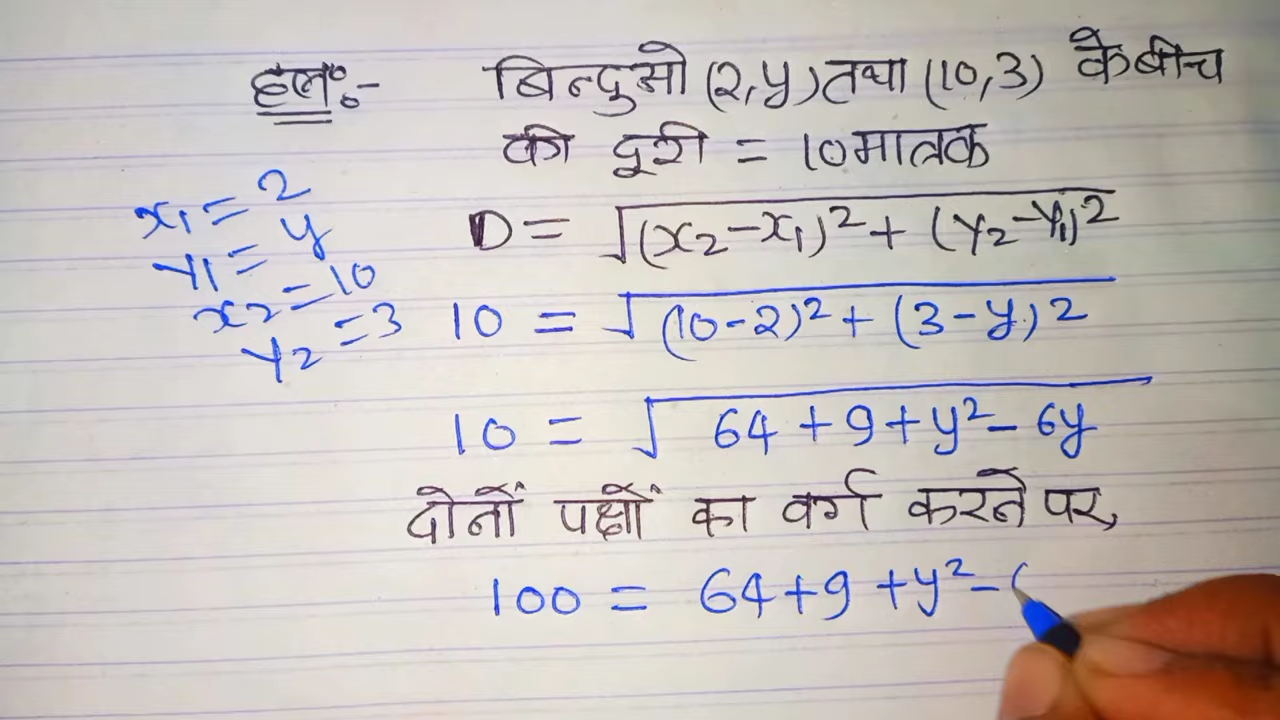 हल:-
बिन्दुओ (2,y) तथा (10,3) के बीच
की दूरी = 10 मात्रक
x₁ = 2
y₁ = y
x₂ = 10
y₂ = 3
D = √(x₂-x₁)² + (y₂-y₁)²
10 = √(10-2)² + (3-y)²
10 = √64+9+y²-6y
दोनों पक्षों का वर्ग करने पर,
100 = 64+9+y²-